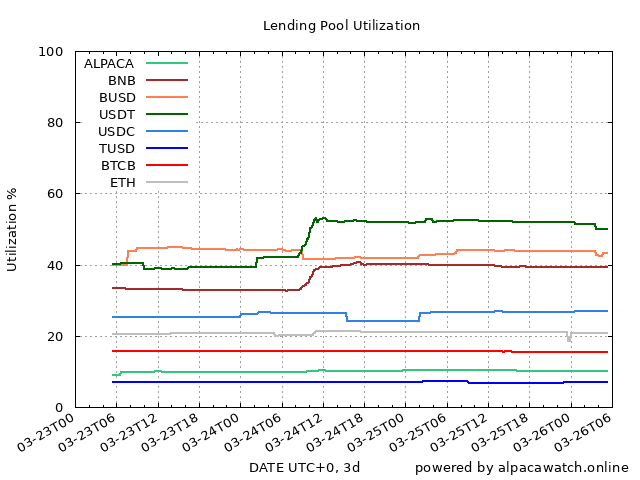 Lending Pool Utilization
Utilization %
100
80
60
40
20
0
ALPACA
BNB
BUSD
USDT
USDC
TUSD
BTCB
ETH
03-23T00
03-23T06
03-23T12
03-23T18
03-24T00
03-24T06
03-24T12
03-24T18
03-25T00
03-25T06
03-25T12
03-25T18
03-26T00
03-26T06
DATE UTC+0, 3d
powered by alpacawatch.online